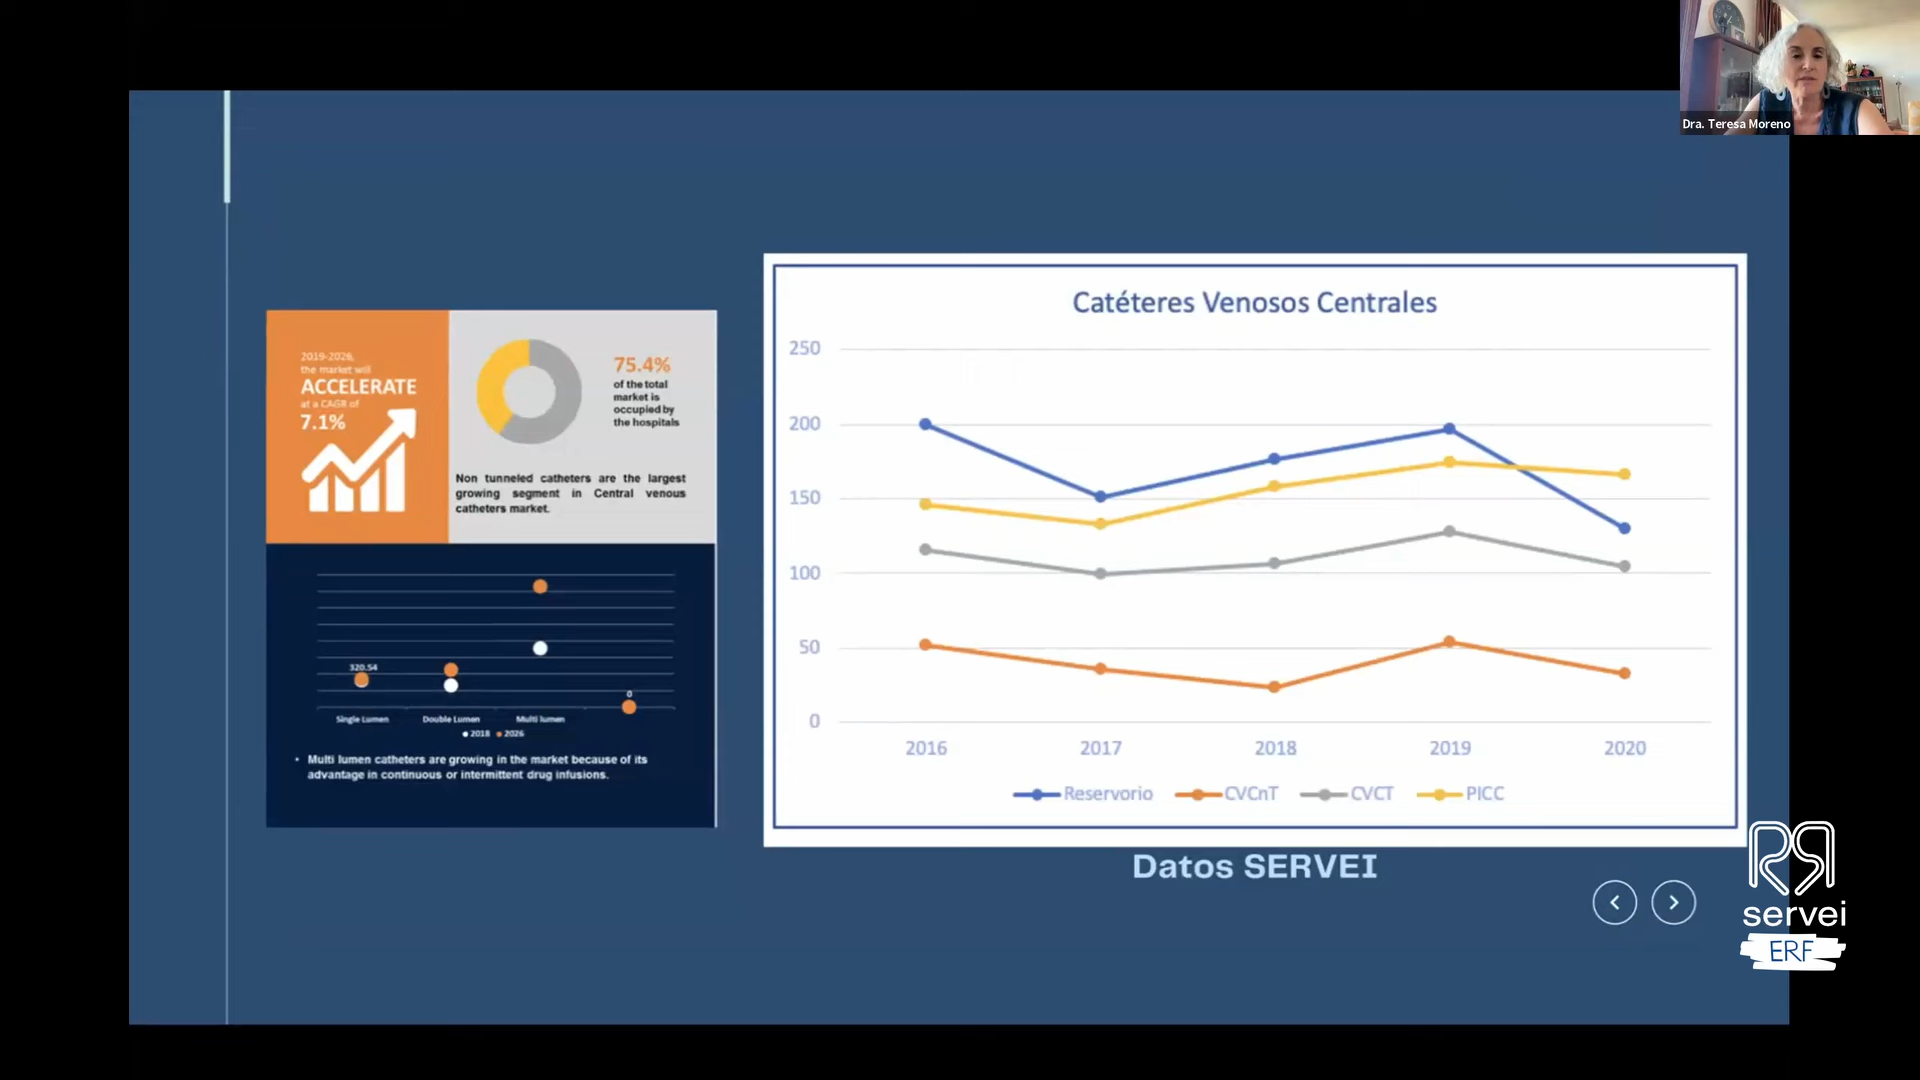 Dra. Teresa Moreno
2019-2026,
the market will
ACCELERATE
at a CAGR of
7.1%
75.4%
of the total
market is
occupied by
the hospitals
Non tunneled catheters are the largest
growing segment in Central venous
catheters market.
320.54
0
Single Lumen Double Lumen Multi lumen
2018 2026
• Multi lumen catheters are growing in the market because of its
advantage in continuous or intermittent drug infusions.
Catéteres Venosos Centrales
250
200
150
100
50
0
2016 2017 2018 2019 2020
Reservorio CVCnT CVCT PICC
Datos SERVEI
servei
ERF